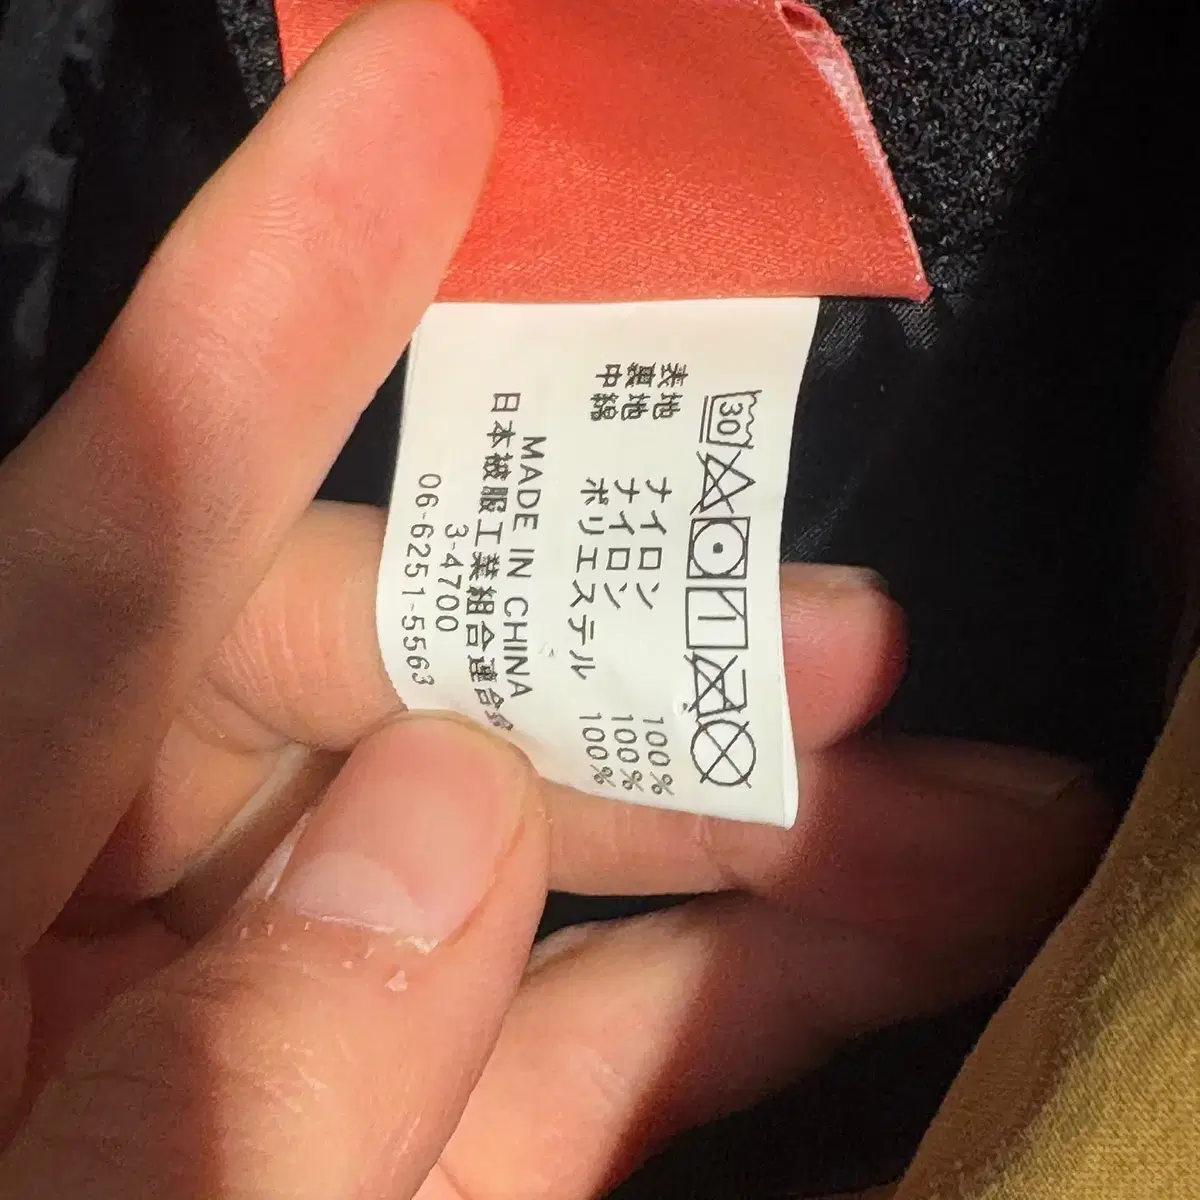 30
表地 ナイロン 100%
裏地 ナイロン 100%
中綿 ポリエステル 100%
MADE IN CHINA
日本被服工業組合連合会
3-4700
06-6251-5563